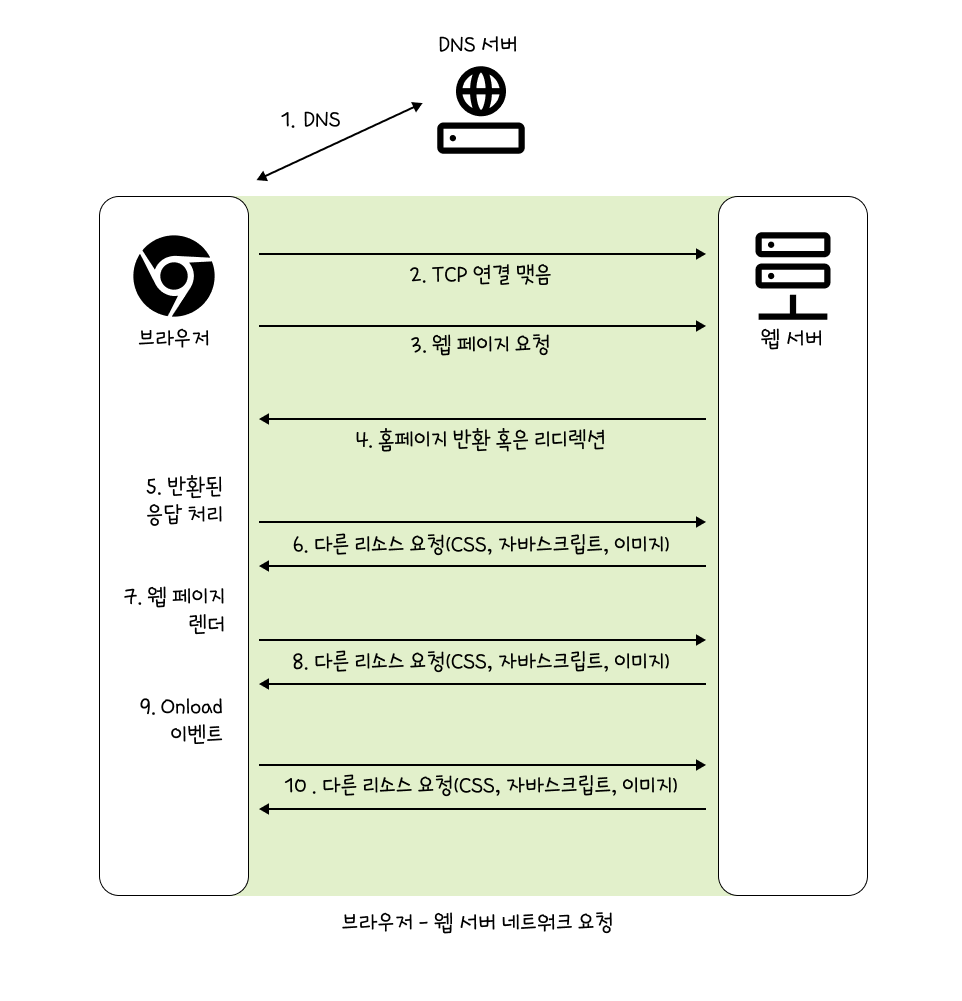 DNS 서버
1. DNS
2. TCP 연결 맺음
브라우저
웹 서버
3. 웹 페이지 요청
4. 홈페이지 반환 혹은 리디렉션
5. 반환된
응답 처리
6. 다른 리소스 요청(CSS, 자바스크립트, 이미지)
7. 웹 페이지
렌더
8. 다른 리소스 요청(CSS, 자바스크립트, 이미지)
9. Onload
이벤트
10 . 다른 리소스 요청(CSS, 자바스크립트, 이미지)
브라우저 - 웹 서버 네트워크 요청